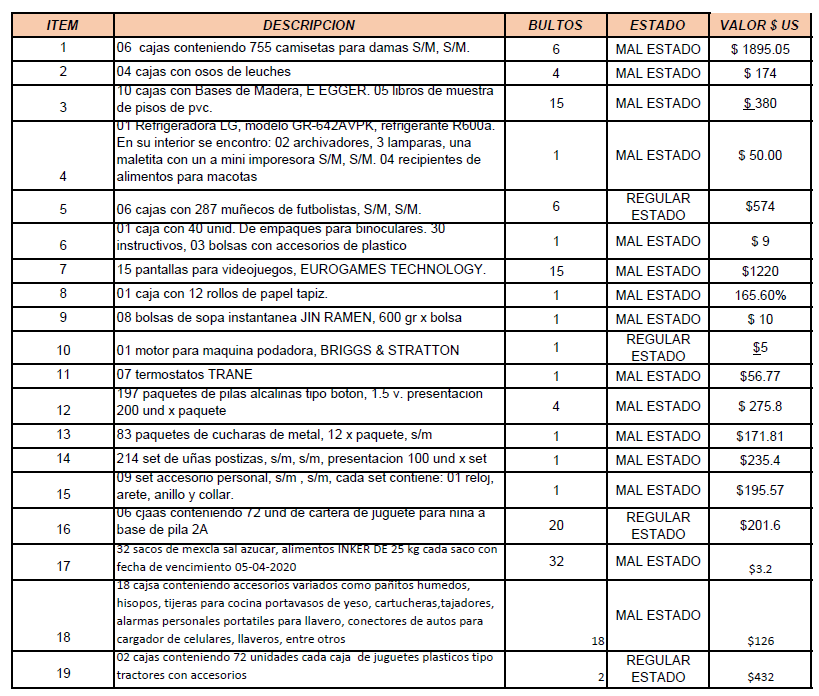 ITEM DESCRIPCION BULTOS ESTADO VALOR $ US
1 06 cajas conteniendo 755 camisetas para damas S/M, S/M. 6 MAL ESTADO $ 1895.05
2 04 cajas con osos de leuches 4 MAL ESTADO $ 174
10 cajas con Bases de Madera, E EGGER. 05 libros de muestra
3 de pisos de pvc. 15 MAL ESTADO $ 380
01 Refrigeradora LG, modelo GR-642AVPK, refrigerante R600a.
En su interior se encontro: 02 archivadores, 3 lamparas, una
maletita con un a mini imporesora S/M, S/M. 04 recipientes de
4 alimentos para macotas 1 MAL ESTADO $ 50.00
5 06 cajas con 287 muñecos de futbolistas, S/M, S/M. 6 REGULAR
ESTADO $574
01 caja con 40 unid. De empaques para binoculares. 30
6 instructivos, 03 bolsas con accesorios de plastico 1 MAL ESTADO $ 9
7 15 pantallas para videojuegos, EUROGAMES TECHNOLOGY. 15 MAL ESTADO $1220
8 01 caja con 12 rollos de papel tapiz. 1 MAL ESTADO 165.60%
9 08 bolsas de sopa instantanea JIN RAMEN, 600 gr x bolsa 1 MAL ESTADO $ 10
10 01 motor para maquina podadora, BRIGGS & STRATTON 1 REGULAR
ESTADO $5
11 07 termostatos TRANE 1 MAL ESTADO $56.77
197 paquetes de pilas alcalinas tipo boton, 1.5 v. presentacion
12 200 und x paquete 4 MAL ESTADO $ 275.8
13 83 paquetes de cucharas de metal, 12 x paquete, s/m 1 MAL ESTADO $171.81
14 214 set de uñas postizas, s/m, s/m, presentacion 100 und x set 1 MAL ESTADO $235.4
09 set accesorio personal, s/m , s/m, cada set contiene: 01 reloj,
15 arete, anillo y collar. 1 MAL ESTADO $195.57
06 cjaas conteniendo 72 und de cartera de juguete para niña a
16 base de pila 2A 20 REGULAR
ESTADO $201.6
32 sacos de mexcla sal azucar, alimentos INKER DE 25 kg cada saco con
17 fecha de vencimiento 05-04-2020 32 MAL ESTADO $3.2
18 cajsa conteniendo accesorios variados como pañitos humedos,
hisopos, tijeras para cocina portavasos de yeso, cartucheras,tajadores,
alarmas personales portatiles para llavero, conectores de autos para
18 cargador de celulares, llaveros, entre otros 18 MAL ESTADO $126
02 cajas conteniendo 72 unidades cada caja de juguetes plasticos tipo
19 tractores con accesorios 2 REGULAR
ESTADO $432